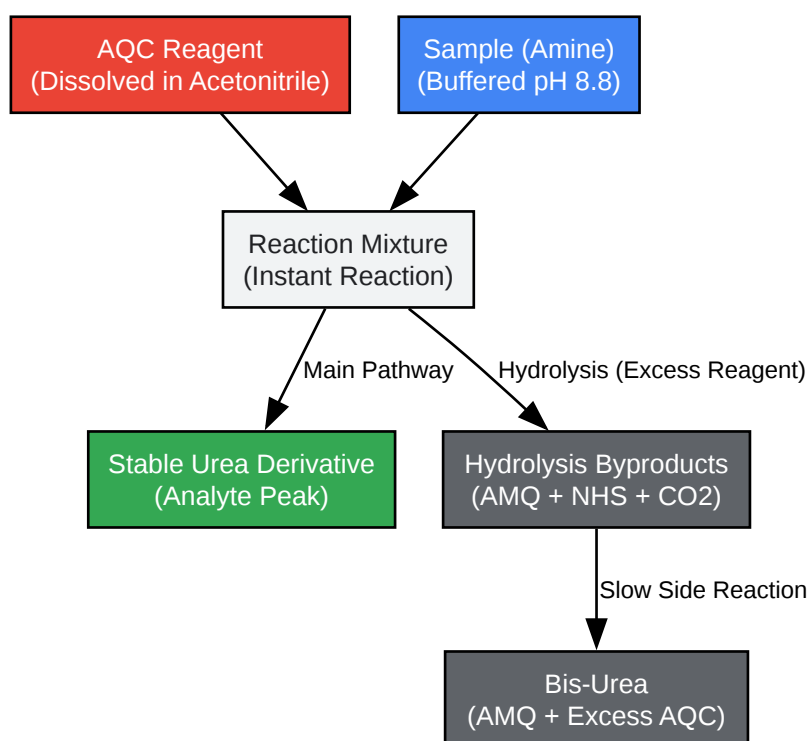 AQC Reagent
(Dissolved in Acetonitrile)
Sample (Amine)
(Buffered pH 8.8)
Reaction Mixture
(Instant Reaction)
Main Pathway
Hydrolysis (Excess Reagent)
Stable Urea Derivative
(Analyte Peak)
Hydrolysis Byproducts
(AMQ + NHS + CO2)
Slow Side Reaction
Bis-Urea
(AMQ + Excess AQC)